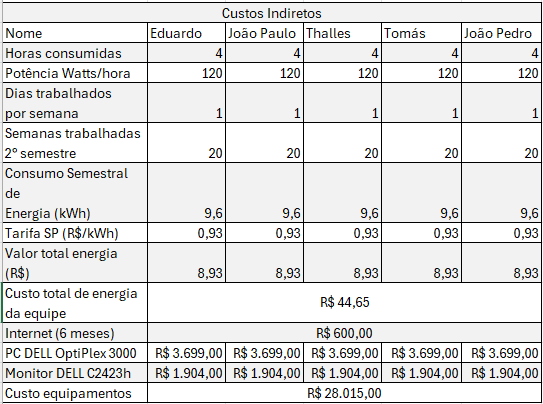 Custos Indiretos
Nome Eduardo João Paulo Thalles Tomás João Pedro
Horas consumidas 4 4 4 4 4
Potência Watts/hora 120 120 120 120 120
Dias trabalhados
por semana 1 1 1 1 1
Semanas trabalhadas
2º semestre 20 20 20 20 20
Consumo Semestral
de
Energia (kWh) 9,6 9,6 9,6 9,6 9,6
Tarifa SP (R$/kWh) 0,93 0,93 0,93 0,93 0,93
Valor total energia
(R$) 8,93 8,93 8,93 8,93 8,93
Custo total de energia
da equipe R$ 44,65
Internet (6 meses) R$ 600,00
PC DELL OptiPlex 3000 R$ 3.699,00 R$ 3.699,00 R$ 3.699,00 R$ 3.699,00 R$ 3.699,00
Monitor DELL C2423h R$ 1.904,00 R$ 1.904,00 R$ 1.904,00 R$ 1.904,00 R$ 1.904,00
Custo equipamentos R$ 28.015,00